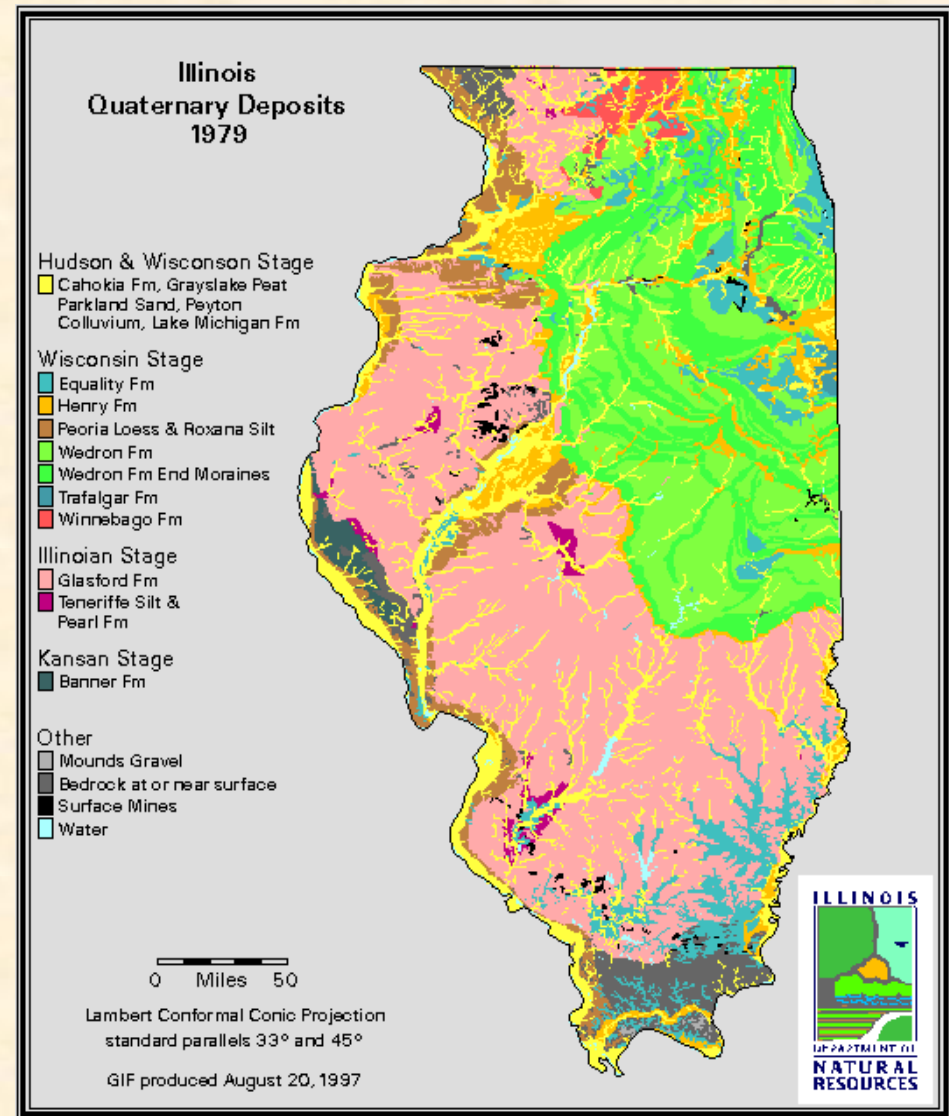 Illinois
Quaternary Deposits
1979
Hudson & Wisconson Stage
Cahokia Fm, Grayslake Peat
Parkland Sand, Peyton
Colluvium, Lake Michigan Fm
Wisconsin Stage
Equality Fm
Henry Fm
Peoria Loess & Roxana Silt
Wedron Fm
Wedron Fm End Moraines
Trafalgar Fm
Winnebago Fm
Illinoian Stage
Glasford Fm
Teneriffe Silt &
Pearl Fm
Kansan Stage
Banner Fm
Other
Mounds Gravel
Bedrock at or near surface
Surface Mines
Water
0 Miles 50
Lambert Conformal Conic Projection
standard parallels 33° and 45°
GIF produced August 20, 1997
ILLINOIS
DEPARTMENT OF
NATURAL
RESOURCES